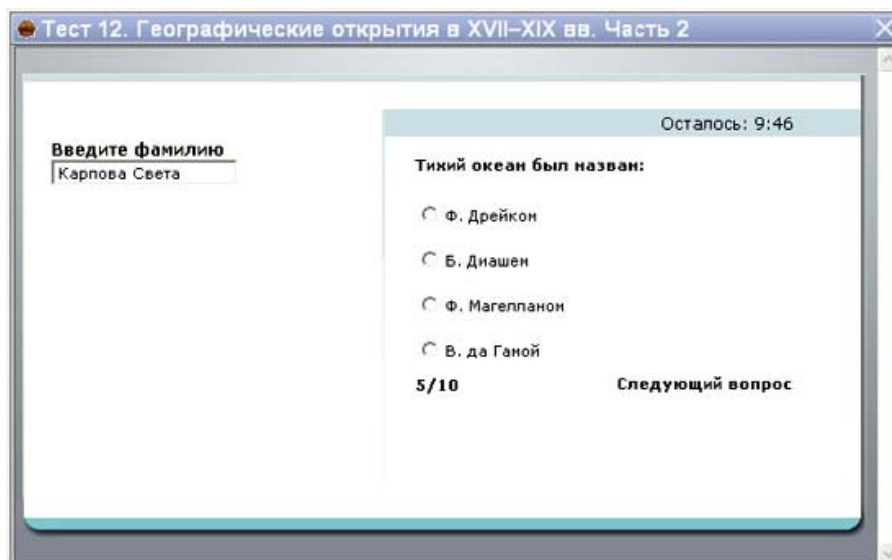 Тест 12. Географические открытия в XVII–XIX вв. Часть 2
Осталось: 9:46
Введите фамилию
Карпова Света
Тихий океан был назван:
Ф. Дрейком
Б. Диашем
Ф. Магелланом
В. да Гамой
5/10
Следующий вопрос